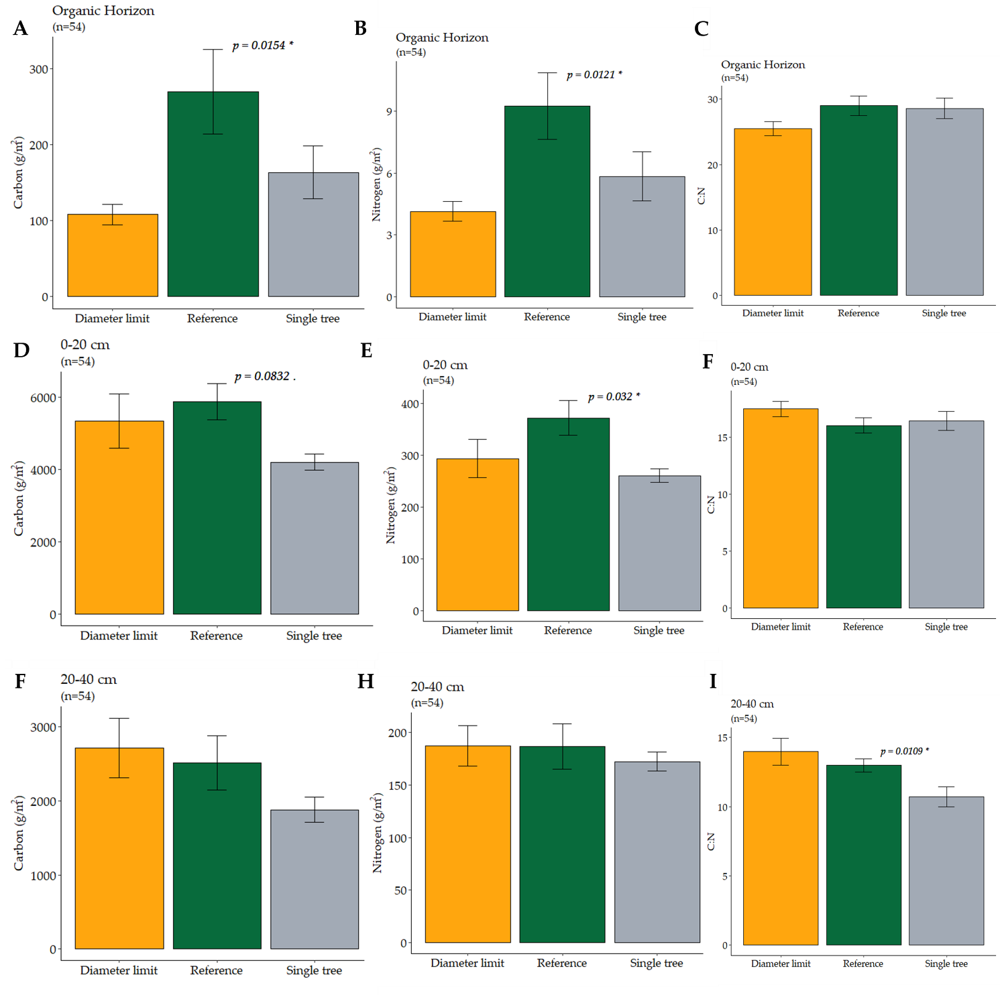 A
Organic Horizon
(n=54)
p = 0.0154 *
Carbon (g/m²)
300
200
100
0
Diameter limit Reference Single tree
B
Organic Horizon
(n=54)
p = 0.0121 *
Nitrogen (g/m²)
9
6
3
0
Diameter limit Reference Single tree
C
Organic Horizon
(n=54)
C:N
30
20
10
0
Diameter limit Reference Single tree
D
0-20 cm
(n=54)
p = 0.0832 .
Carbon (g/m²)
6000
4000
2000
0
Diameter limit Reference Single tree
E
0-20 cm
(n=54)
p = 0.032 *
Nitrogen (g/m²)
400
300
200
100
0
Diameter limit Reference Single tree
F
0-20 cm
(n=54)
C:N
15
10
5
0
Diameter limit Reference Single tree
F
20-40 cm
(n=54)
Carbon (g/m²)
3000
2000
1000
0
Diameter limit Reference Single tree
H
20-40 cm
(n=54)
Nitrogen (g/m²)
200
150
100
50
0
Diameter limit Reference Single tree
I
20-40 cm
(n=54)
p = 0.0109 *
C:N
15
10
5
0
Diameter limit Reference Single tree